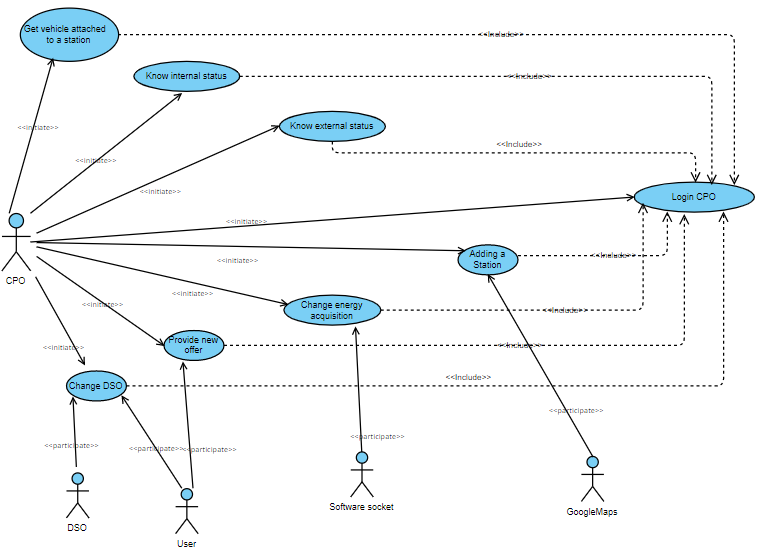 Get vehicle attached
to a station
<<Include>>
Know internal status
<<Include>>
<<initiate>>
Know external status
<<Include>>
<<initiate>>
<<initiate>>
Login CPO
<<initiate>>
CPO
<<initiate>>
Adding a
Station
<<Include>>
<<initiate>>
<<initiate>>
Change energy
acquisition
<<Include>>
<<initiate>>
Provide new
offer
<<Include>>
Change DSO
<<Include>>
<<participate>>
<<participate>>
<<participate>>
<<participate>>
<<participate>>
DSO
User
Software socket
GoogleMaps